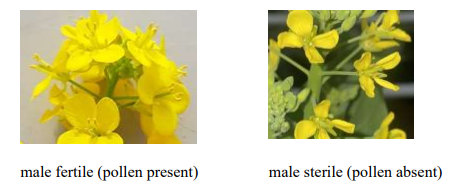 male fertile (pollen present)
male sterile (pollen absent)